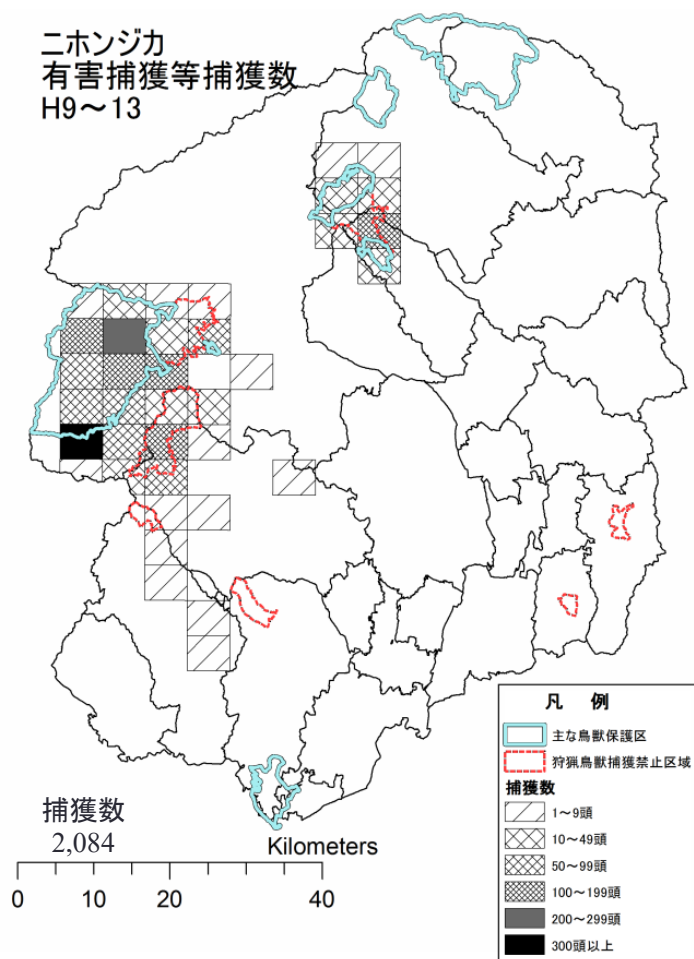 ニホンジカ
有害捕獲等捕獲数
H9～13
凡 例
主な鳥獣保護区
狩猟鳥獣捕獲禁止区域
捕獲数
1～9頭
10～49頭
50～99頭
100～199頭
200～299頭
300頭以上
捕獲数
2,084
Kilometers
0 10 20 40